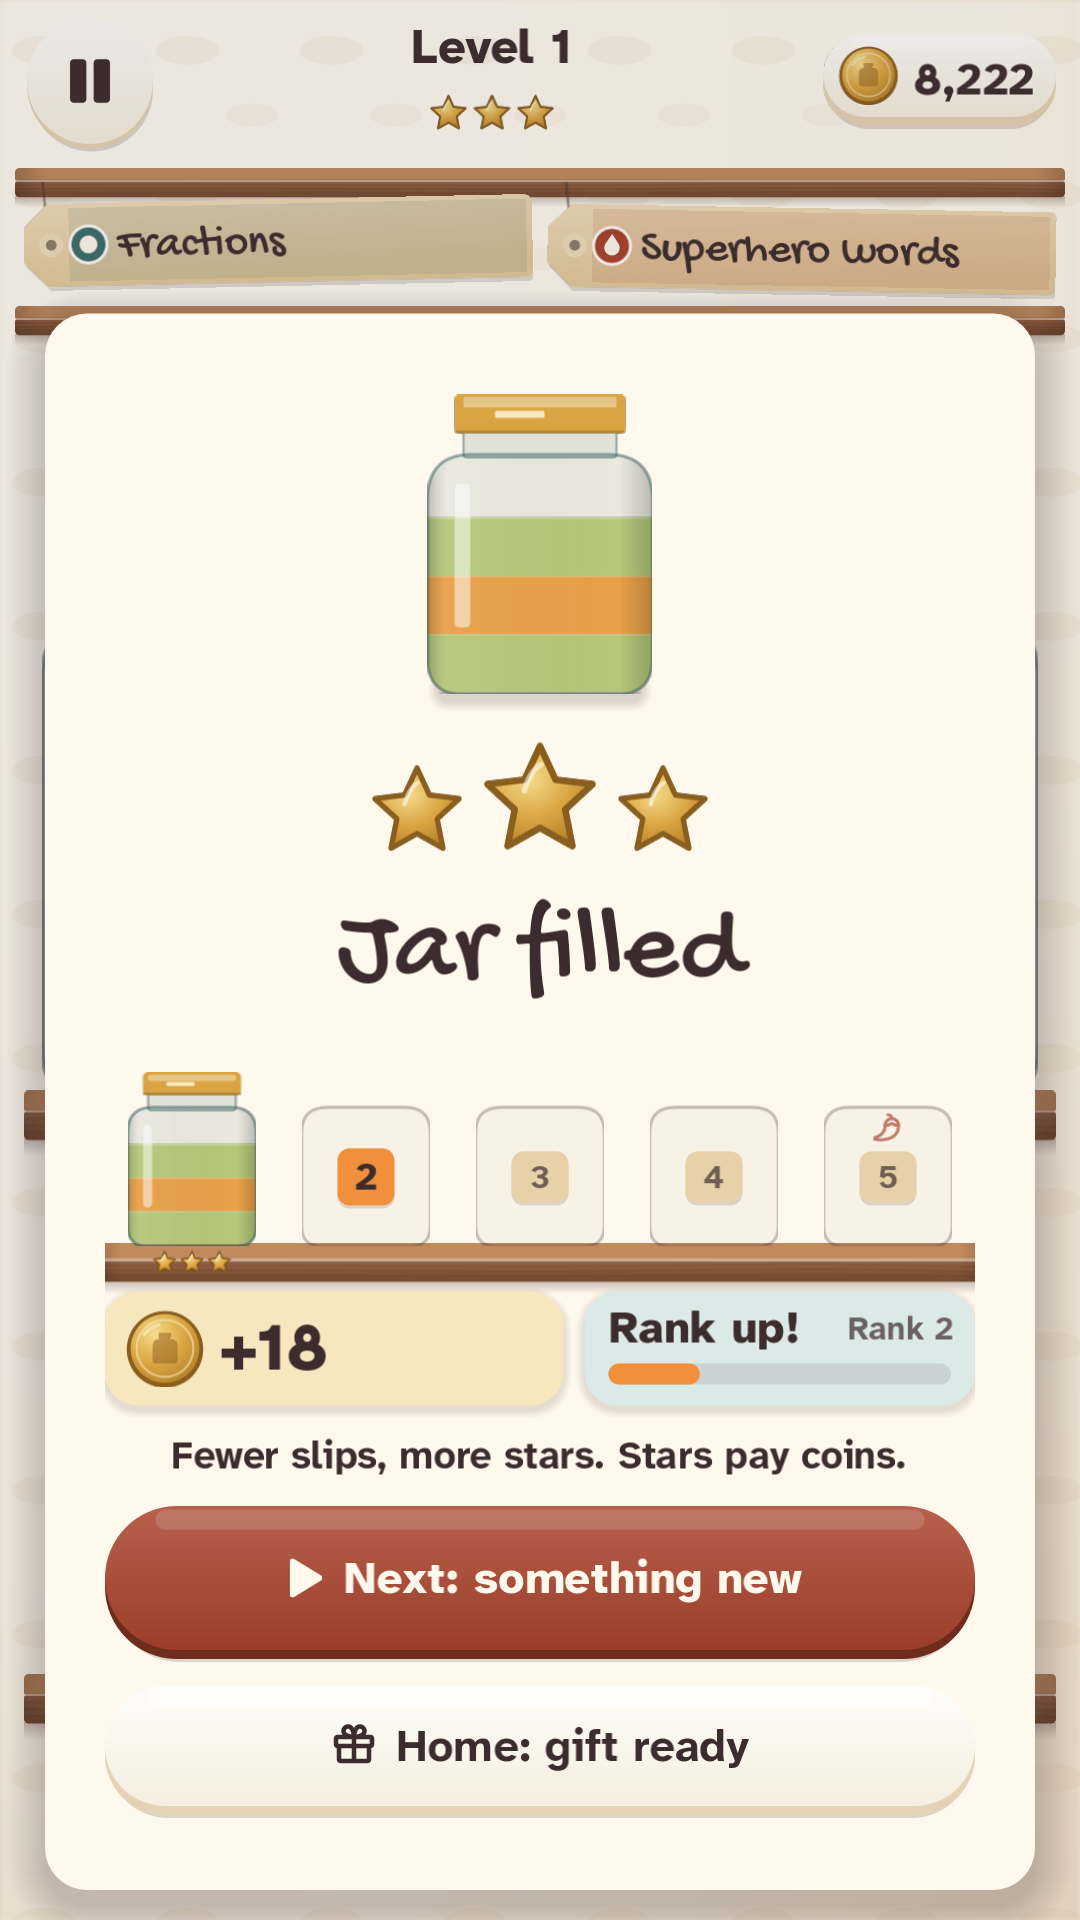 Level 1
8,222
Fractions
Superhero words
Jar filled
2
3
4
5
+18
Rank up!
Rank 2
Fewer slips, more stars. Stars pay coins.
Next: something new
Home: gift ready